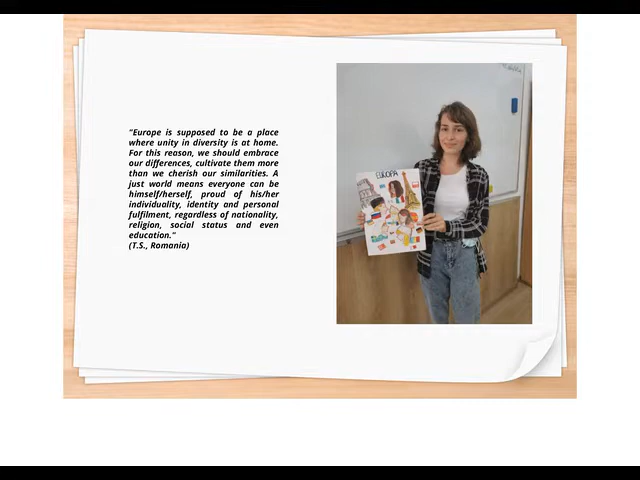 "Europe is supposed to be a place
where unity in diversity is at home.
For this reason, we should embrace
our differences, cultivate them more
than we cherish our similarities. A
just world means everyone can be
himself/herself, proud of his/her
individuality, identity and personal
fulfilment, regardless of nationality,
religion, social status and even
education."
(T.S., Romania)
EUROPA